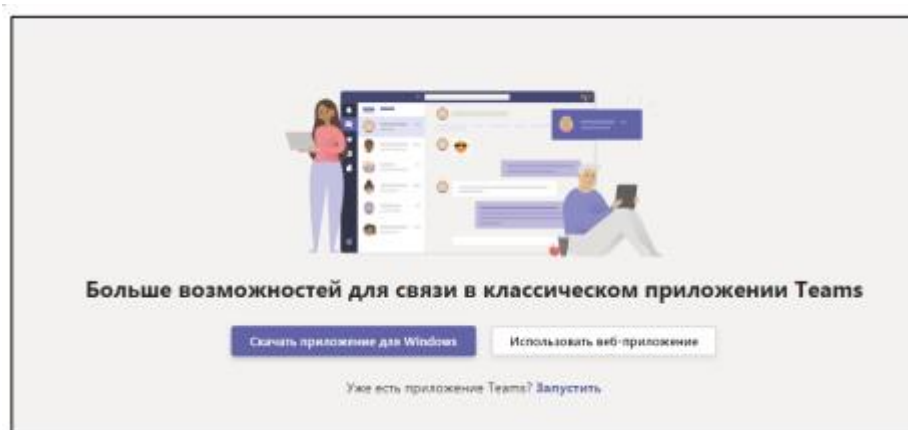 Больше возможностей для связи в классическом приложении Teams
Скачать приложение для Windows
Использовать веб-приложение
Уже есть приложение Teams? Запустить